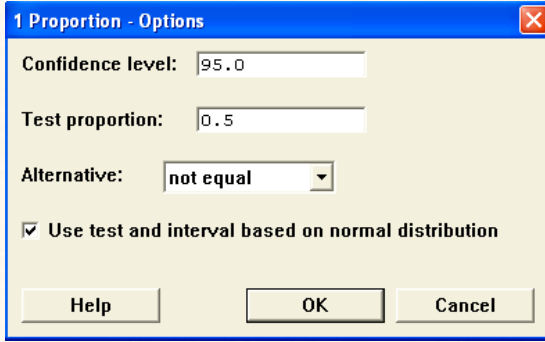 1 Proportion - Options
Confidence level: 95.0
Test proportion: 0.5
Alternative: not equal
Use test and interval based on normal distribution
Help OK Cancel